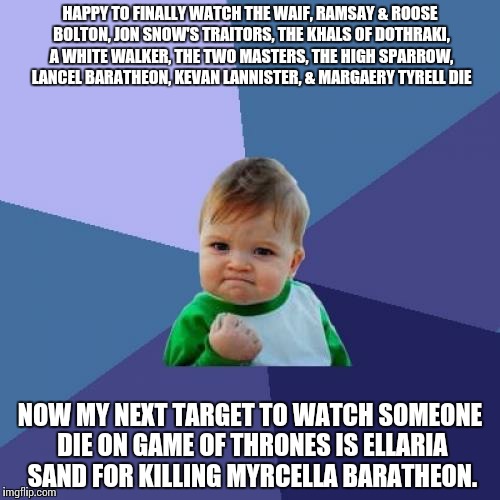 HAPPY TO FINALLY WATCH THE WAIF, RAMSAY & ROOSE
BOLTON, JON SNOW'S TRAITORS, THE KHALS OF DOTHRAKI,
A WHITE WALKER, THE TWO MASTERS, THE HIGH SPARROW,
LANCEL BARATHEON, KEVAN LANNISTER, & MARGAERY TYRELL DIE
NOW MY NEXT TARGET TO WATCH SOMEONE
DIE ON GAME OF THRONES IS ELLARIA
SAND FOR KILLING MYRCELLA BARATHEON.
imgflip.com